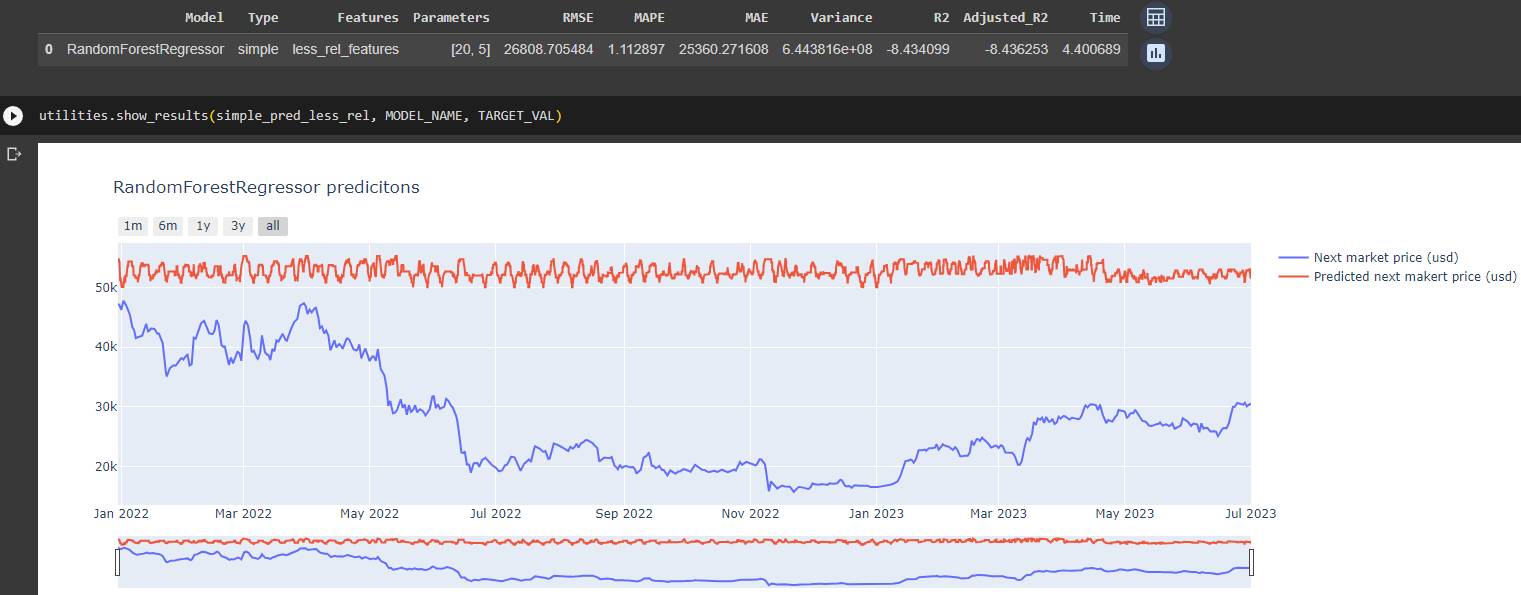 Model Type Features Parameters RMSE MAPE MAE Variance R2 Adjusted_R2 Time
0 RandomForestRegressor simple less_rel_features [20, 5] 26808.705484 1.112897 25360.271608 6.443816e+08 -8.434099 -8.436253 4.400689
utilities.show_results(simple_pred_less_rel, MODEL_NAME, TARGET_VAL)
RandomForestRegressor predicitons
1m 6m 1y 3y all
Next market price (usd)
Predicted next makert price (usd)
50k
40k
30k
20k
Jan 2022 Mar 2022 May 2022 Jul 2022 Sep 2022 Nov 2022 Jan 2023 Mar 2023 May 2023 Jul 2023